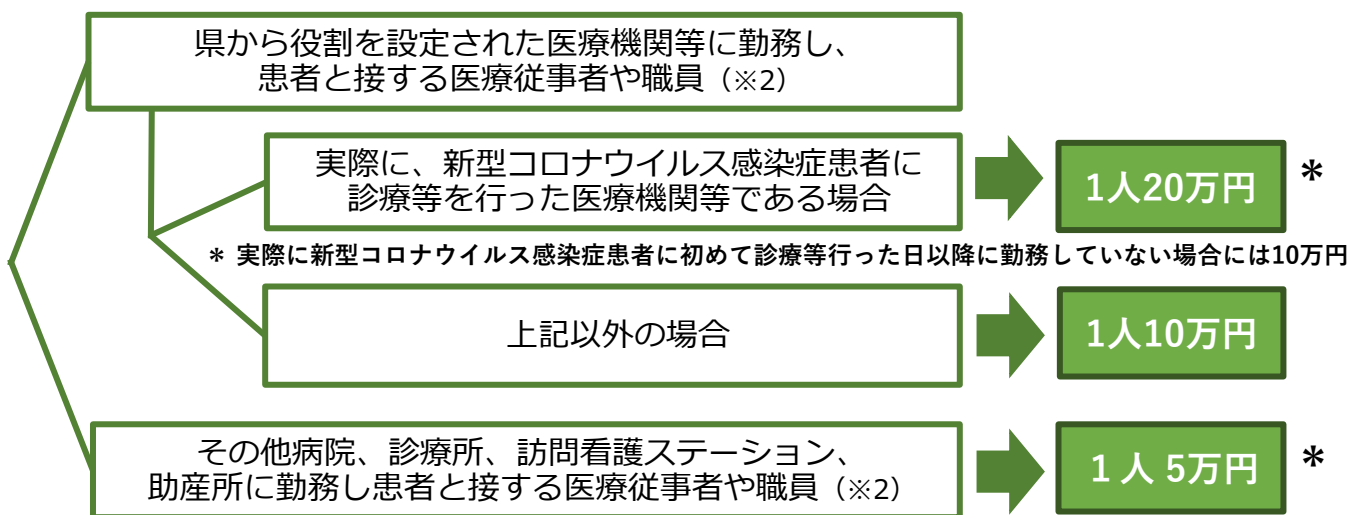 県から役割を設定された医療機関等に勤務し、
患者と接する医療従事者や職員（※2）
実際に、新型コロナウイルス感染症患者に
診療等を行った医療機関等である場合
1人20万円
*
* 実際に新型コロナウイルス感染症患者に初めて診療等行った日以降に勤務していない場合には10万円
上記以外の場合
1人10万円
その他病院、診療所、訪問看護ステーション、
助産所に勤務し患者と接する医療従事者や職員（※2）
1 人 5万円
*